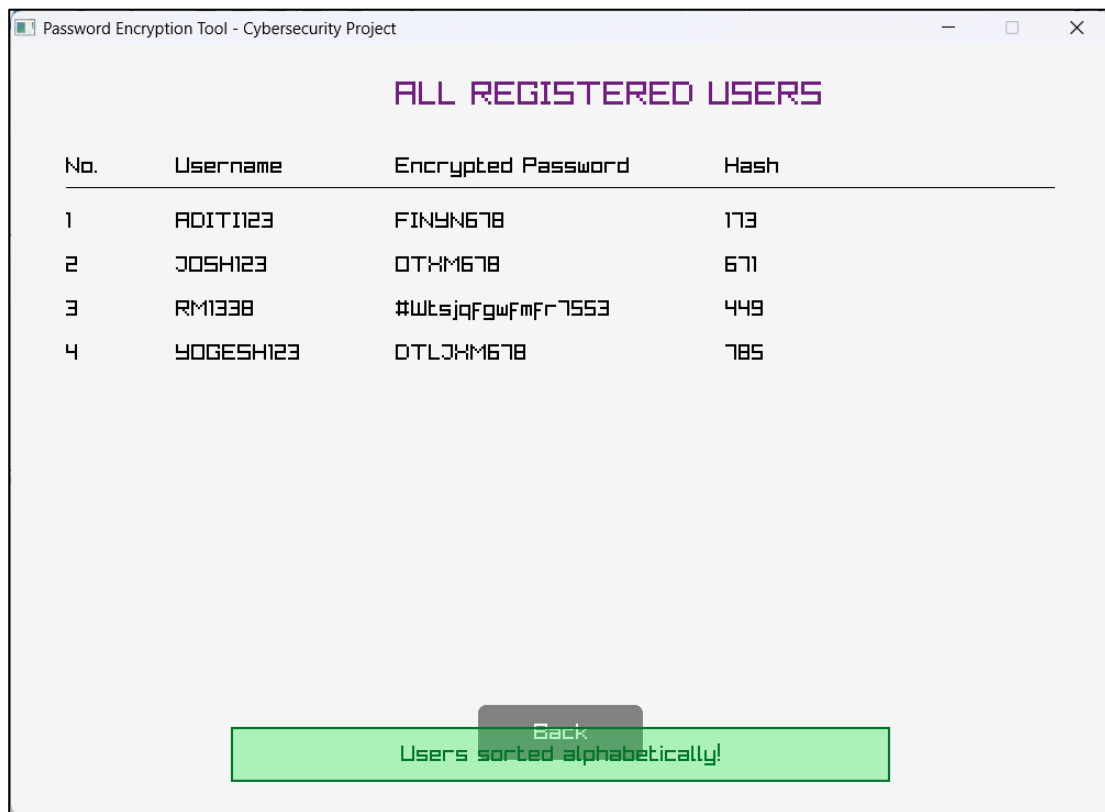 Password Encryption Tool - Cybersecurity Project
ALL REGISTERED USERS
No. Username Encrypted Password Hash
1 ADITI123 FINYN678 173
2 JOSH123 OTXM678 671
3 RM1338 #Wtsjqfgwfmfr7553 449
4 YOGESH123 DTLJXM678 785
Back
Users sorted alphabetically!